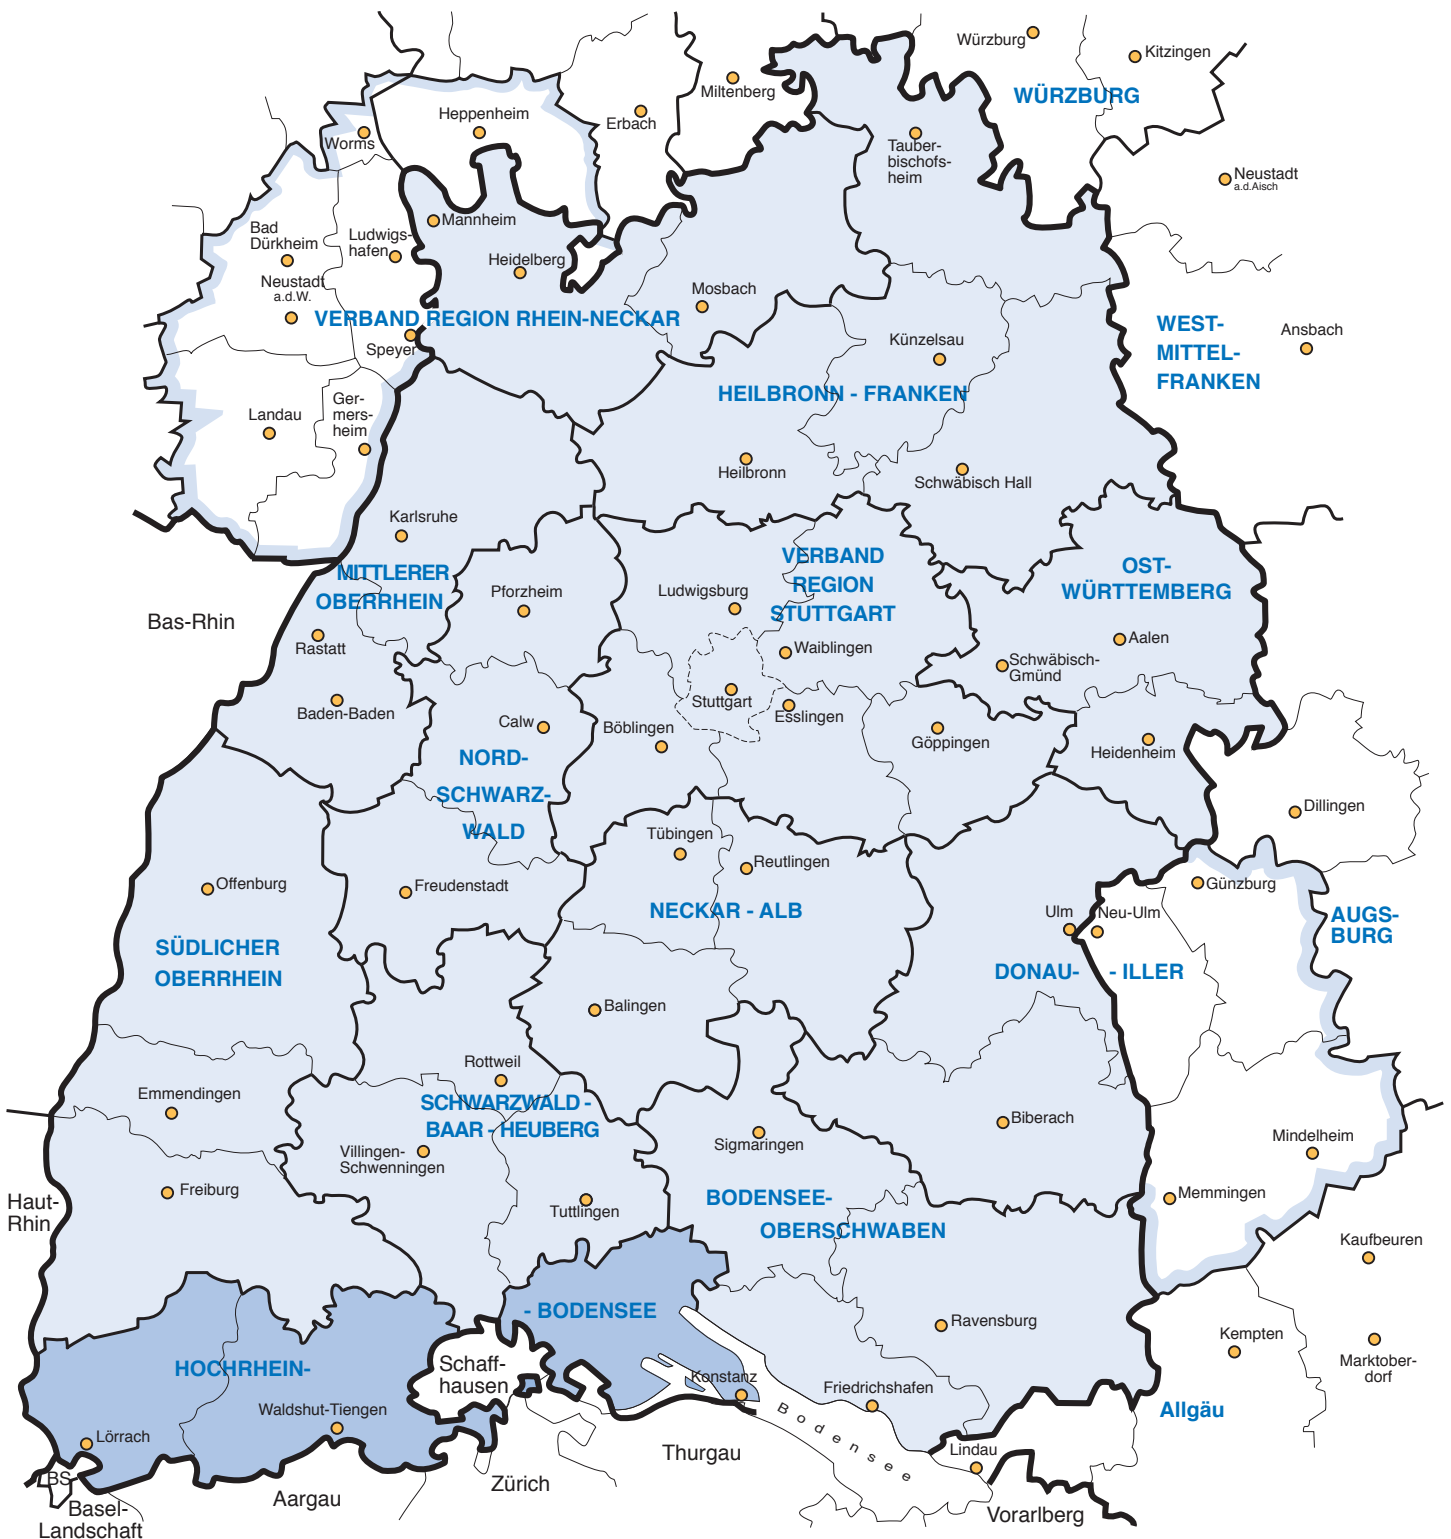 Würzburg
Kitzingen
WÜRZBURG
Miltenberg
Erbach
Heppenheim
Worms
Tauber-
bischofs-
heim
Neustadt
a.d.Aisch
Mannheim
Bad
Dürkheim
Ludwigs-
hafen
Heidelberg
Neustadt
a.d.W.
Mosbach
VERBAND REGION RHEIN-NECKAR
Speyer
Künzelsau
WEST-
MITTEL-
FRANKEN
Ansbach
HEILBRONN - FRANKEN
Landau
Ger-
mers-
heim
Heilbronn
Schwäbisch Hall
Karlsruhe
MITTLERER
OBERRHEIN
Pforzheim
Ludwigsburg
VERBAND
REGION
STUTTGART
OST-
WÜRTTEMBERG
Bas-Rhin
Rastatt
Waiblingen
Aalen
Schwäbisch-
Gmünd
Baden-Baden
Calw
Stuttgart
Böblingen
Esslingen
Göppingen
Heidenheim
NORD-
SCHWARZ-
WALD
Dillingen
Tübingen
Reutlingen
Offenburg
Freudenstadt
Günzburg
NECKAR - ALB
Ulm
Neu-Ulm
AUGS-
BURG
SÜDLICHER
OBERRHEIN
DONAU-
- ILLER
Balingen
Rottweil
Emmendingen
SCHWARZWALD -
BAAR - HEUBERG
Biberach
Sigmaringen
Mindelheim
Villingen-
Schwenningen
Freiburg
Haut-
Rhin
Tuttlingen
BODENSEE-
OBERSCHWABEN
Memmingen
Kaufbeuren
- BODENSEE
Ravensburg
Kempten
HOCHRHEIN-
Schaff-
hausen
Marktober-
dorf
Konstanz
Friedrichshafen
Waldshut-Tiengen
Bodensee
Allgäu
Lörrach
Thurgau
Lindau
BS
Zürich
Aargau
Basel-
Landschaft
Vorarlberg